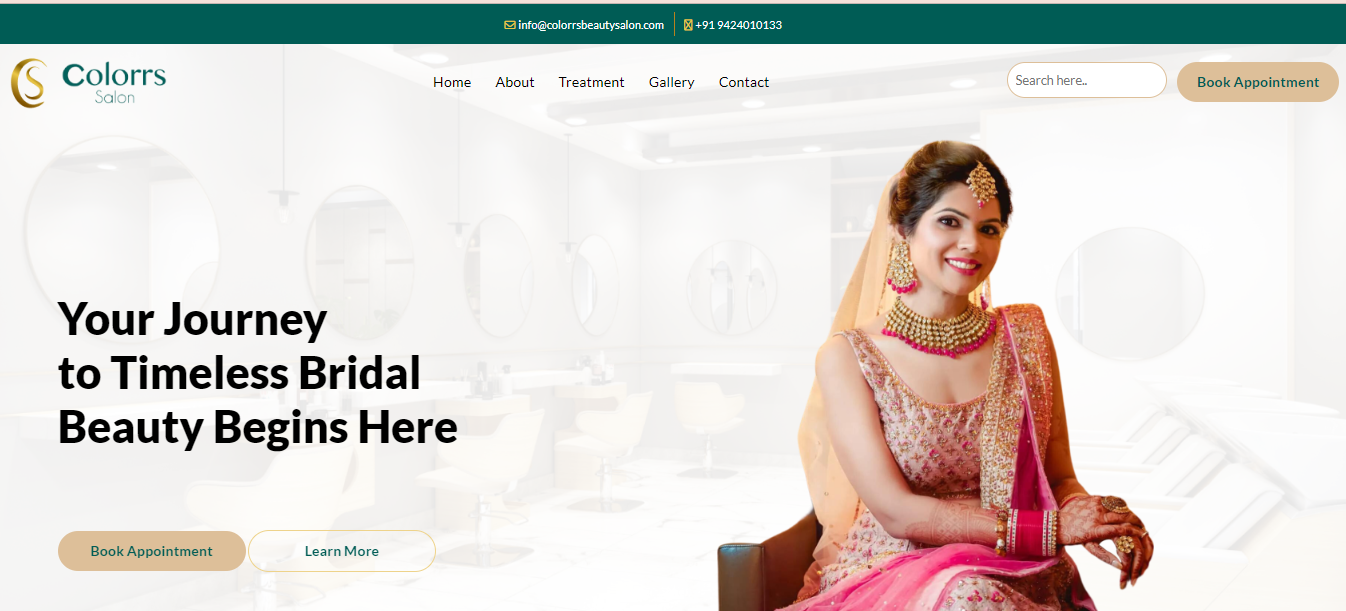 info@colorrsbeautysalon.com
+91 9424010133
Colorrs
Salon
Home
About
Treatment
Gallery
Contact
Search here..
Book Appointment
Your Journey
to Timeless Bridal
Beauty Begins Here
Book Appointment
Learn More